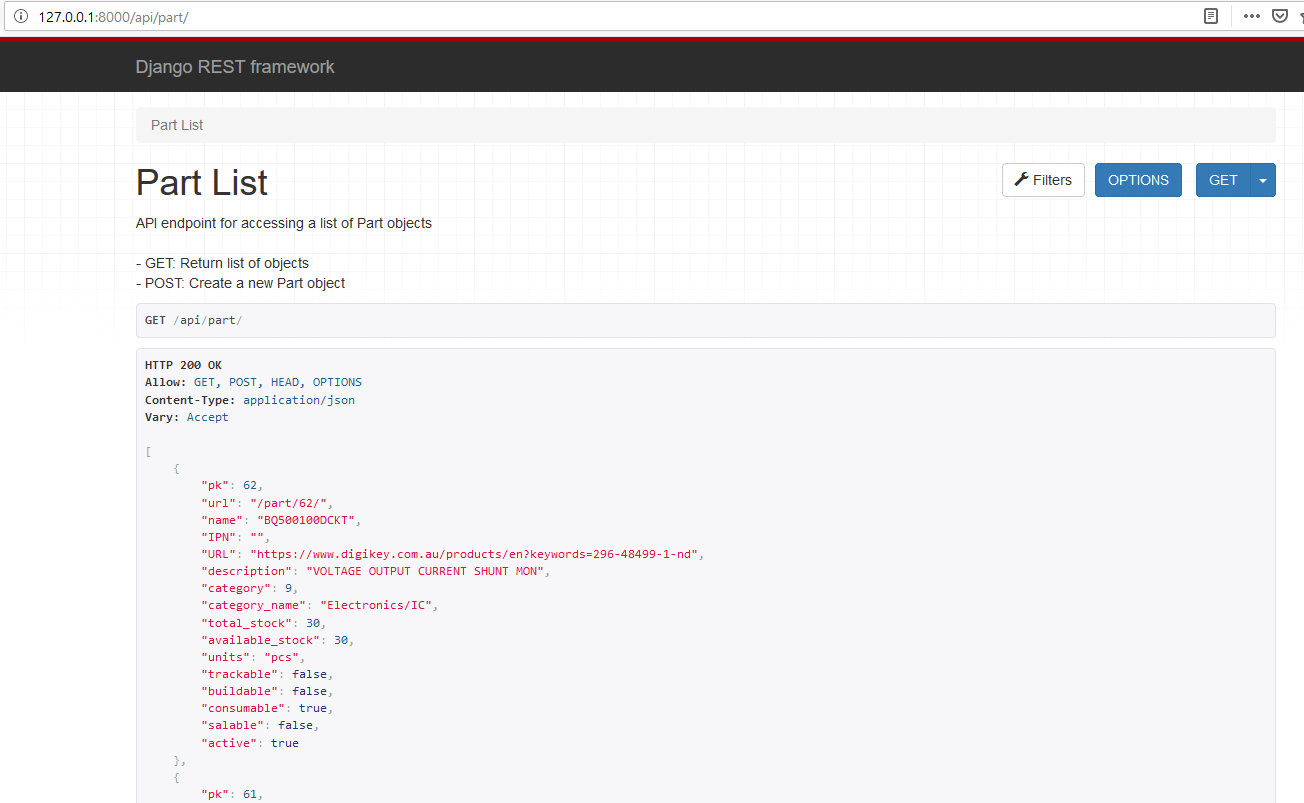 127.0.0.1:8000/api/part/
Django REST framework
Part List
Part List
Filters
OPTIONS
GET
API endpoint for accessing a list of Part objects
- GET: Return list of objects
- POST: Create a new Part object
GET /api/part/
HTTP 200 OK
Allow: GET, POST, HEAD, OPTIONS
Content-Type: application/json
Vary: Accept
[
    {
        "pk": 62,
        "url": "/part/62/",
        "name": "BQ500100DCKT",
        "IPN": "",
        "URL": "https://www.digikey.com.au/products/en?keywords=296-48499-1-nd",
        "description": "VOLTAGE OUTPUT CURRENT SHUNT MON",
        "category": 9,
        "category_name": "Electronics/IC",
        "total_stock": 30,
        "available_stock": 30,
        "units": "pcs",
        "trackable": false,
        "buildable": false,
        "consumable": true,
        "salable": false,
        "active": true
    },
    {
        "pk": 61,